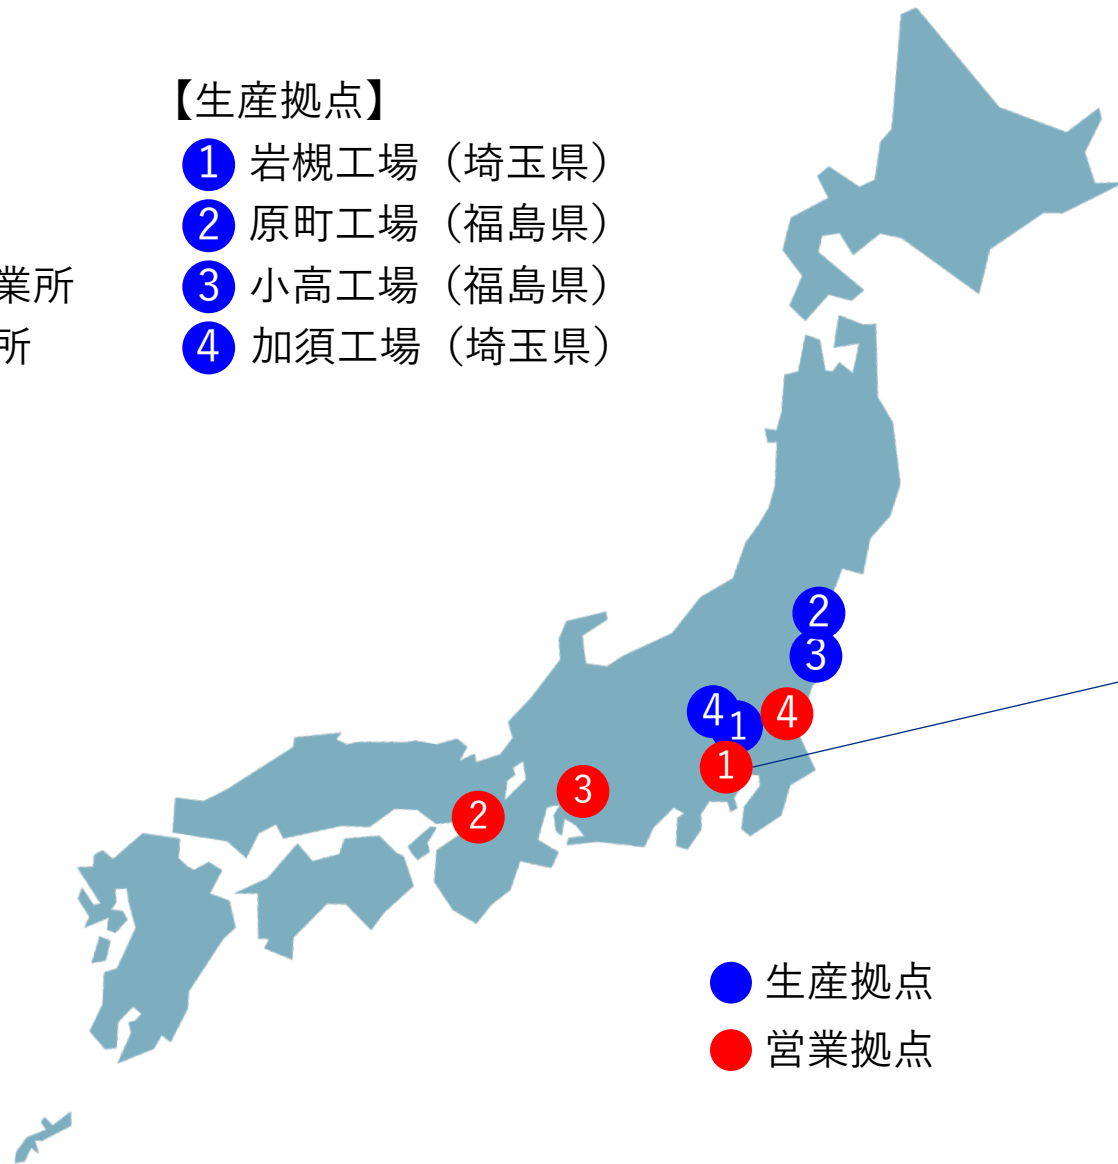 【生産拠点】
1 岩槻工場（埼玉県）
2 原町工場（福島県）
業所
3 小高工場（福島県）
所
4 加須工場（埼玉県）
2
3
4
1
4
1
3
2
生産拠点
営業拠点